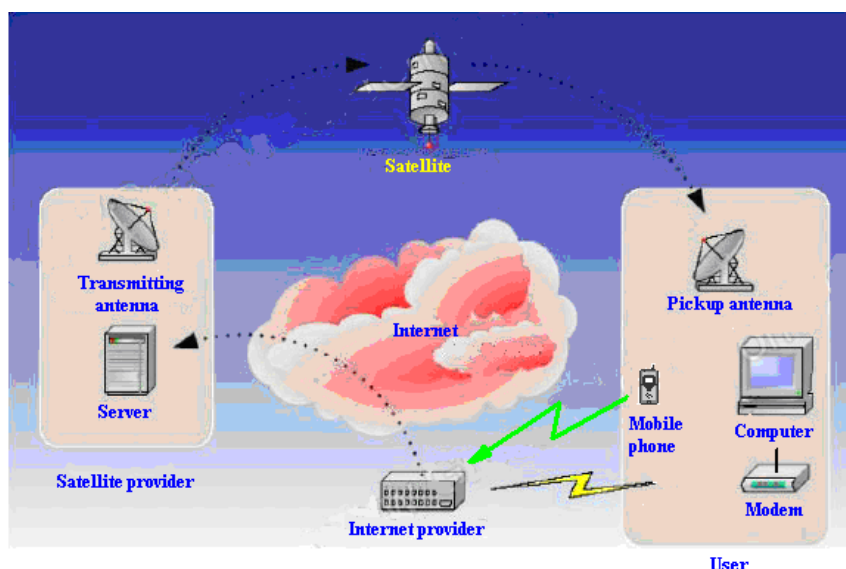 Satellite
Transmitting
antenna
Server
Satellite provider
Internet
Internet provider
Pickup antenna
Mobile
phone
Computer
Modem
User